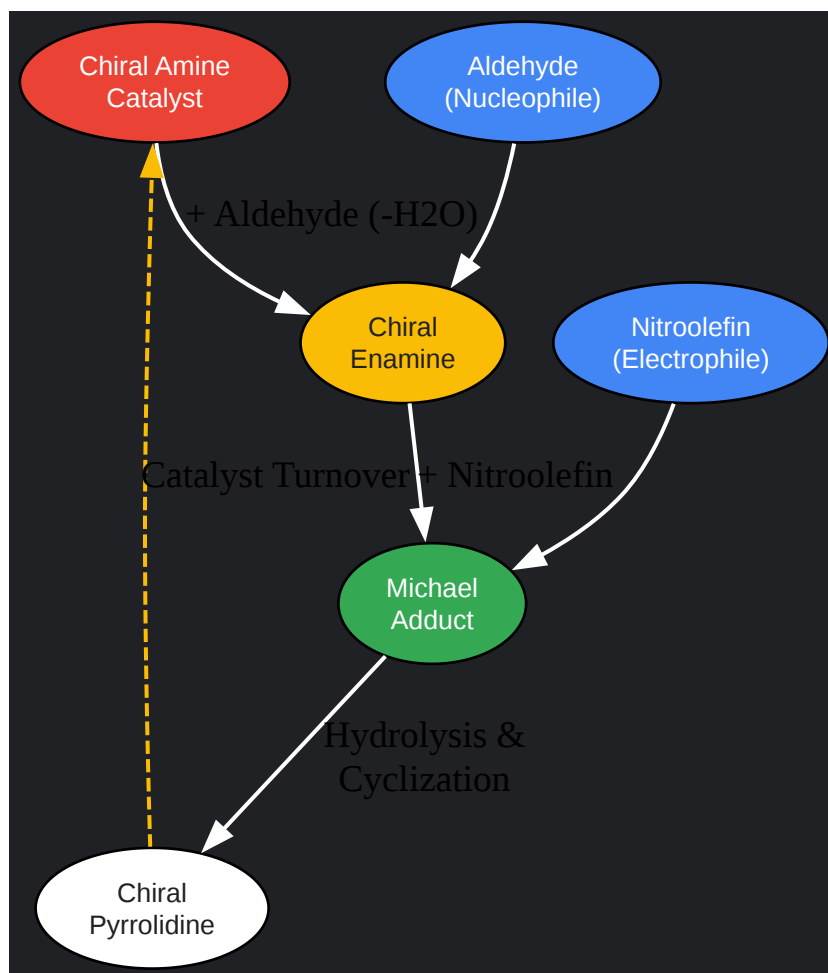 Chiral Amine
Catalyst
Aldehyde
(Nucleophile)
+ Aldehyde (-H2O)
Chiral
Enamine
Nitroolefin
(Electrophile)
Catalyst Turnover
+ Nitroolefin
Michael
Adduct
Hydrolysis &
Cyclization
Chiral
Pyrrolidine